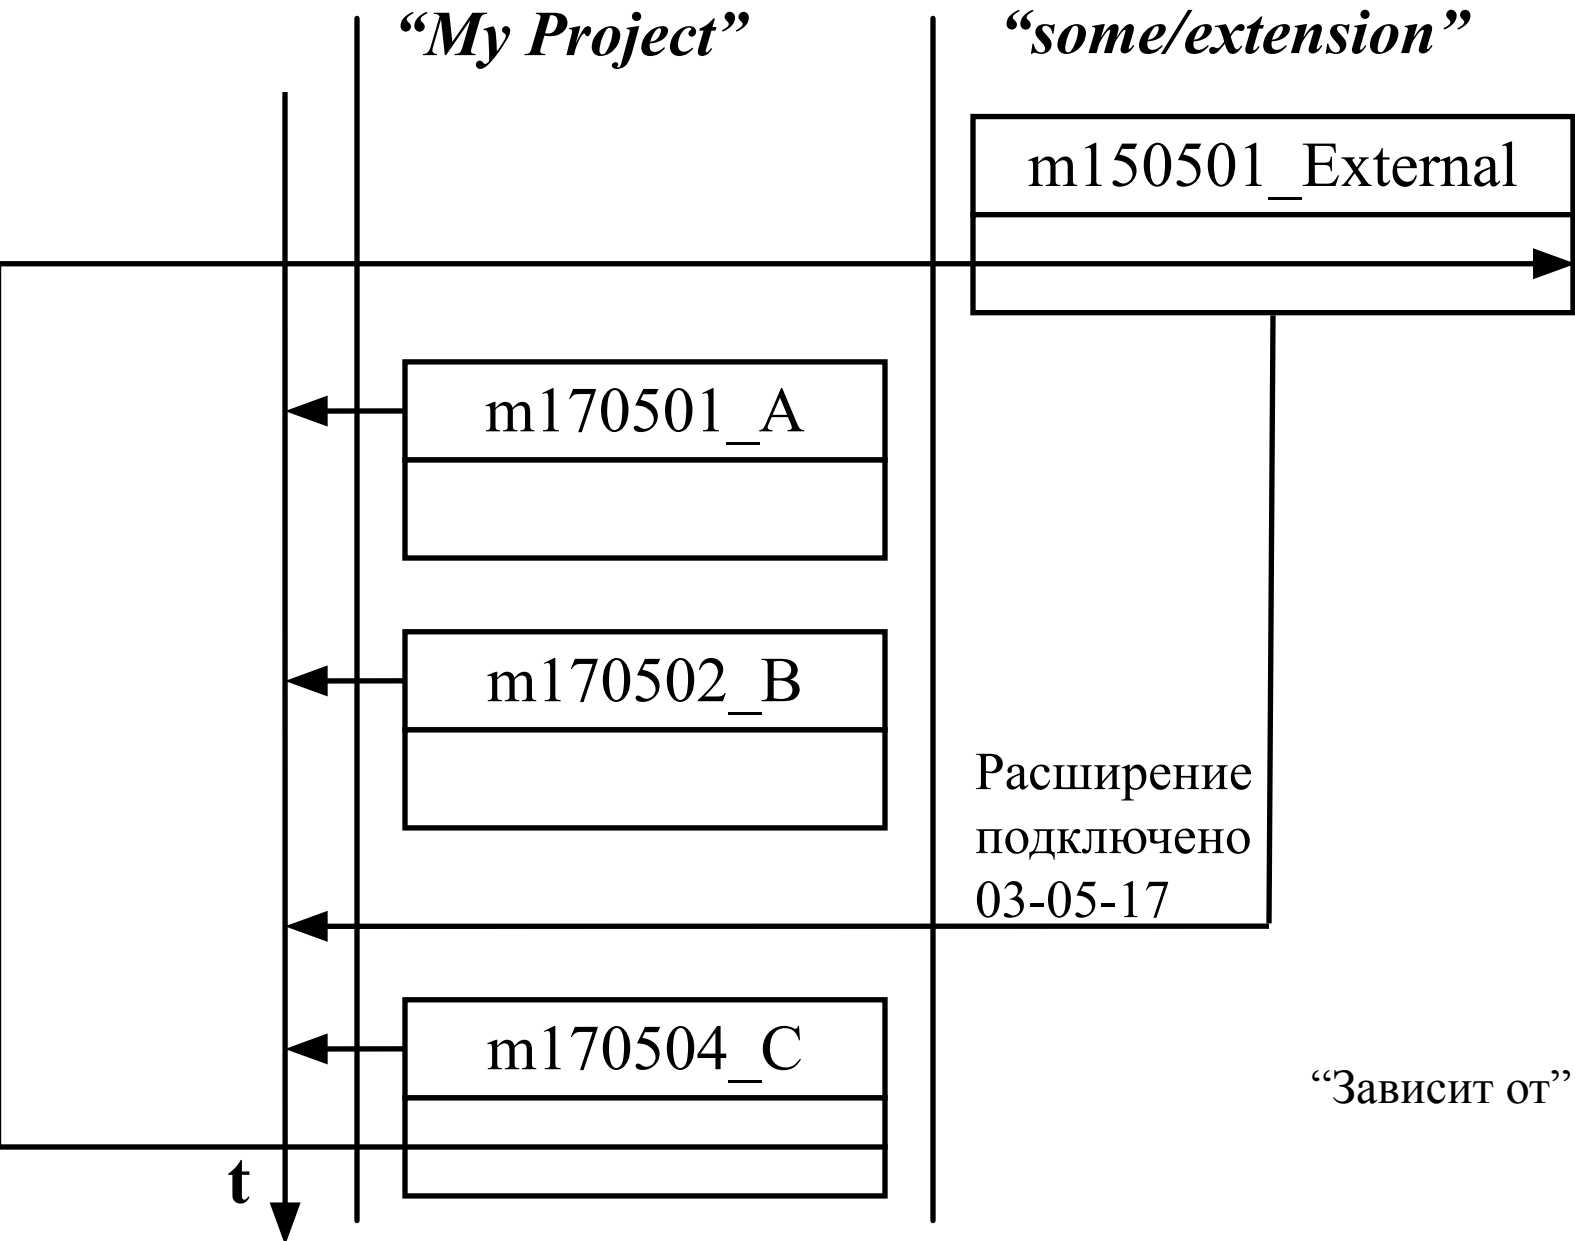 “My Project”
“some/extension”
m150501_External
m170501_A
m170502_B
Расширение
подключено
03-05-17
m170504_C
“Зависит от”
t